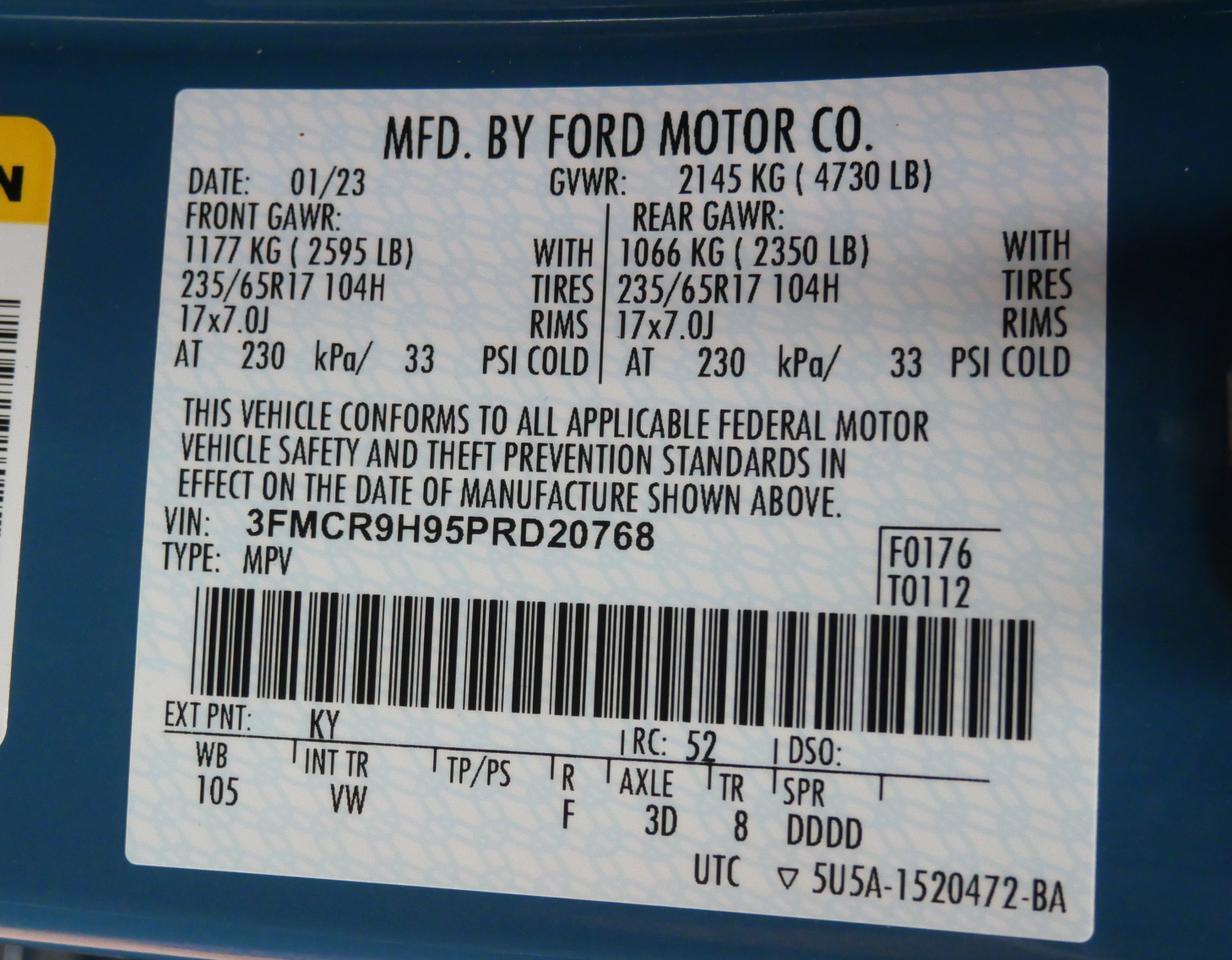 N
MFD. BY FORD MOTOR CO.
DATE: 01/23 GVWR: 2145 KG ( 4730 LB)
FRONT GAWR: REAR GAWR:
1177 KG ( 2595 LB) WITH 1066 KG ( 2350 LB) WITH
235/65R17 104H TIRES 235/65R17 104H TIRES
17x7.0J RIMS 17x7.0J RIMS
AT 230 kPa/ 33 PSI COLD AT 230 kPa/ 33 PSI COLD
THIS VEHICLE CONFORMS TO ALL APPLICABLE FEDERAL MOTOR
VEHICLE SAFETY AND THEFT PREVENTION STANDARDS IN
EFFECT ON THE DATE OF MANUFACTURE SHOWN ABOVE.
VIN: 3FMCR9H95PRD20768
F0176
TYPE: MPV
T0112
EXT PNT: KY RC: 52 DSO:
WB INT TR TP/PS R AXLE TR SPR
105 VW F 3D 8 DDDD
UTC ▽ 5U5A-1520472-BA